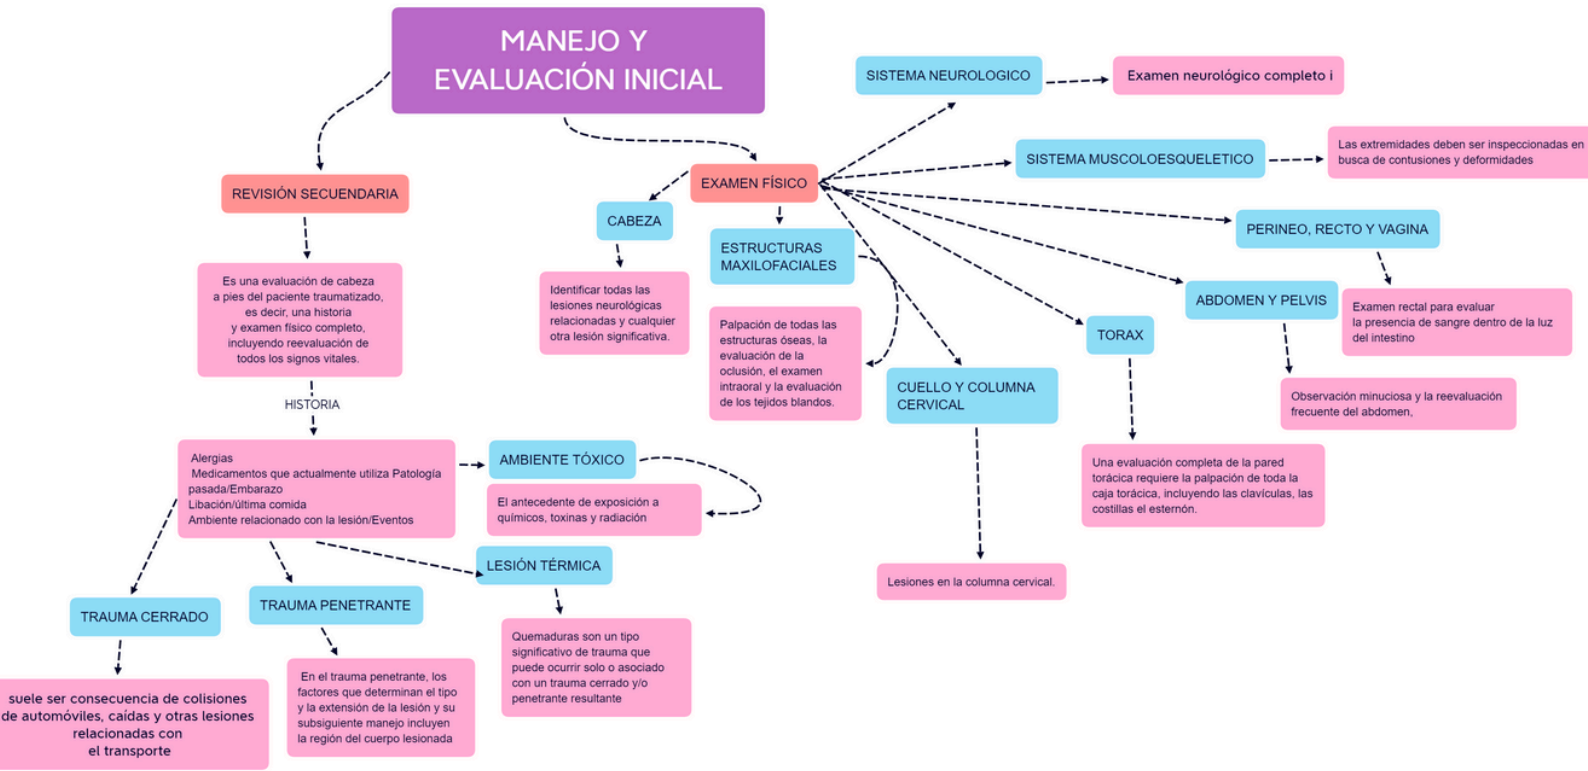 MANEJO Y
EVALUACIÓN INICIAL
REVISIÓN SECUENDARIA
Es una evaluación de cabeza
a pies del paciente traumatizado,
es decir, una historia
y examen físico completo,
incluyendo reevaluación de
todos los signos vitales.
HISTORIA
Alergias
Medicamentos que actualmente utiliza Patología
pasada/Embarazo
Libación/última comida
Ambiente relacionado con la lesión/Eventos
AMBIENTE TÓXICO
El antecedente de exposición a
químicos, toxinas y radiación
LESIÓN TÉRMICA
Quemaduras son un tipo
significativo de trauma que
puede ocurrir solo o asociado
con un trauma cerrado y/o
penetrante resultante
TRAUMA PENETRANTE
En el trauma penetrante, los
factores que determinan el tipo
y la extensión de la lesión y su
subsiguiente manejo incluyen
la región del cuerpo lesionada
TRAUMA CERRADO
suele ser consecuencia de colisiones
de automóviles, caídas y otras lesiones
relacionadas con
el transporte
EXAMEN FÍSICO
CABEZA
Identificar todas las
lesiones neurológicas
relacionadas y cualquier
otra lesión significativa.
ESTRUCTURAS
MAXILOFACIALES
Palpación de todas las
estructuras óseas, la
evaluación de la
oclusión, el examen
intraoral y la evaluación
de los tejidos blandos.
CUELLO Y COLUMNA
CERVICAL
Lesiones en la columna cervical.
TORAX
Una evaluación completa de la pared
torácica requiere la palpación de toda la
caja torácica, incluyendo las clavículas, las
costillas el esternón.
ABDOMEN Y PELVIS
Observación minuciosa y la reevaluación
frecuente del abdomen,
PERINEO, RECTO Y VAGINA
Examen rectal para evaluar
la presencia de sangre dentro de la luz
del intestino
SISTEMA MUSCOLOESQUELETICO
Las extremidades deben ser inspeccionadas en
busca de contusiones y deformidades
SISTEMA NEUROLOGICO
Examen neurológico completo i